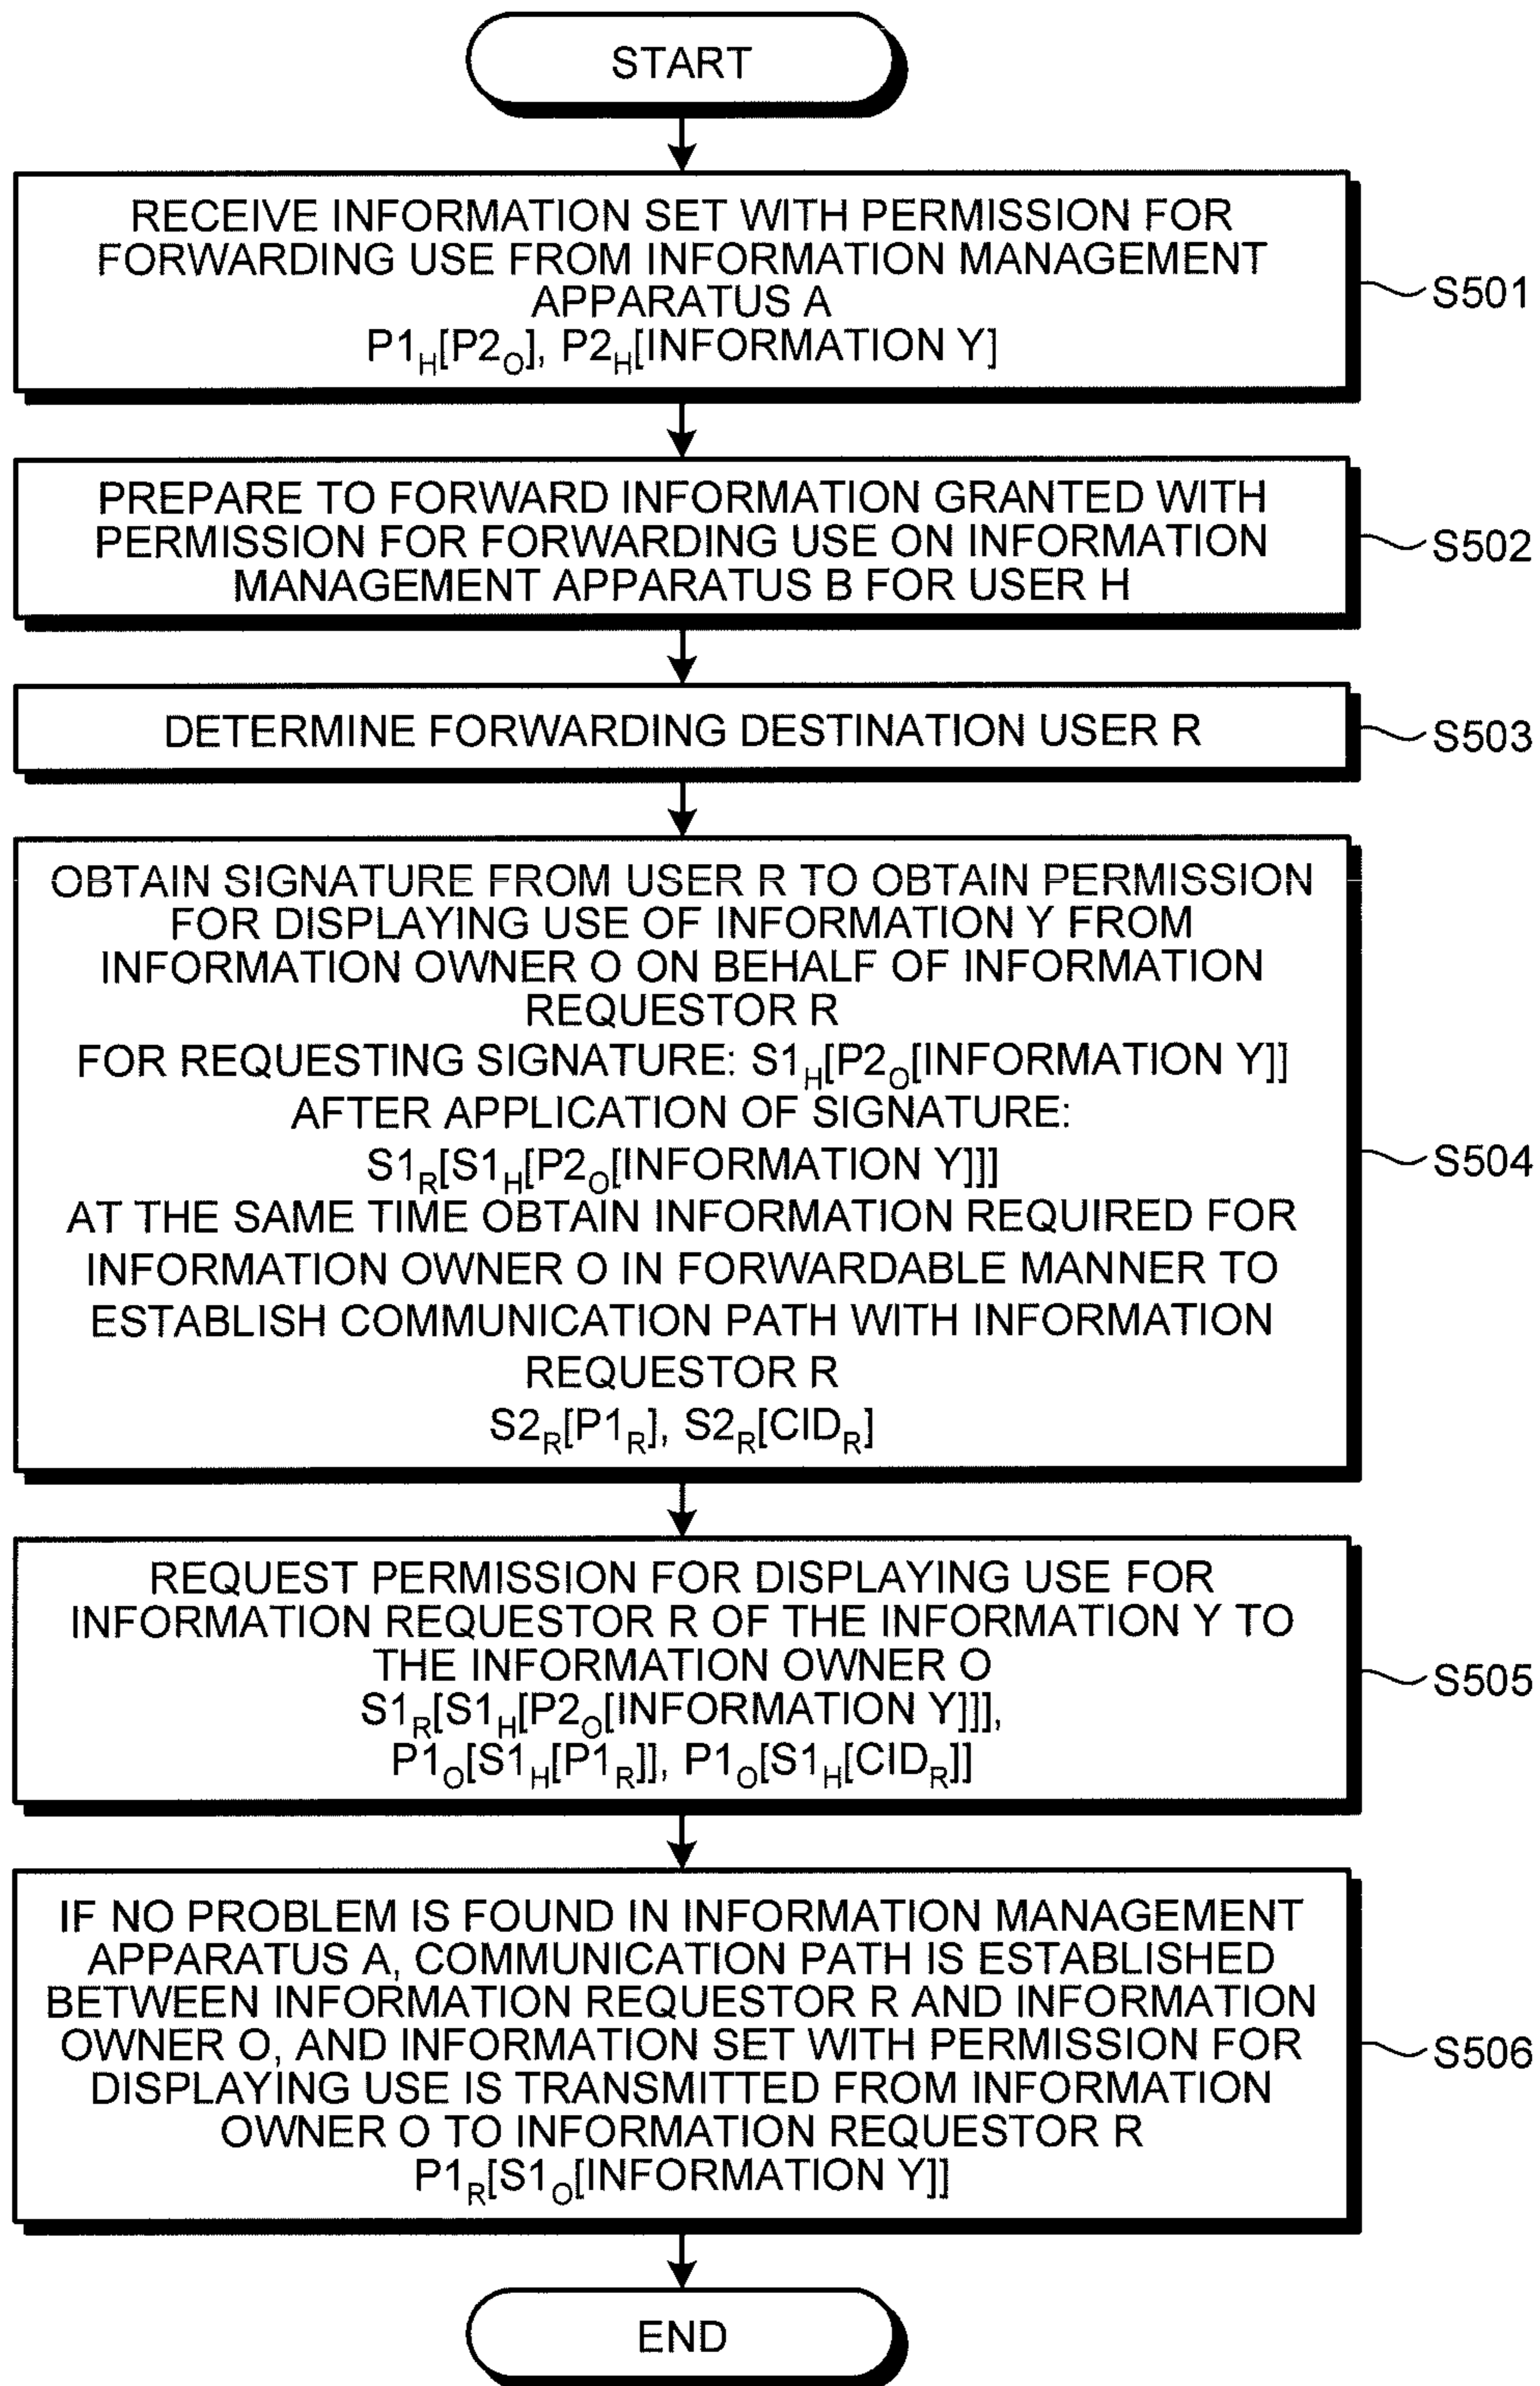 START
RECEIVE INFORMATION SET WITH PERMISSION FOR
FORWARDING USE FROM INFORMATION MANAGEMENT
APPARATUS A
P1H[P2O], P2H[INFORMATION Y]
S501
PREPARE TO FORWARD INFORMATION GRANTED WITH
PERMISSION FOR FORWARDING USE ON INFORMATION
MANAGEMENT APPARATUS B FOR USER H
S502
DETERMINE FORWARDING DESTINATION USER R
S503
OBTAIN SIGNATURE FROM USER R TO OBTAIN PERMISSION
FOR DISPLAYING USE OF INFORMATION Y FROM
INFORMATION OWNER O ON BEHALF OF INFORMATION
REQUESTOR R
FOR REQUESTING SIGNATURE: S1H[P2O[INFORMATION Y]]
AFTER APPLICATION OF SIGNATURE:
S1R[S1H[P2O[INFORMATION Y]]]
AT THE SAME TIME OBTAIN INFORMATION REQUIRED FOR
INFORMATION OWNER O IN FORWARDABLE MANNER TO
ESTABLISH COMMUNICATION PATH WITH INFORMATION
REQUESTOR R
S2R[P1R], S2R[CIDR]
S504
REQUEST PERMISSION FOR DISPLAYING USE FOR
INFORMATION REQUESTOR R OF THE INFORMATION Y TO
THE INFORMATION OWNER O
S1R[S1H[P2O[INFORMATION Y]]],
P1O[S1H[P1R]], P1O[S1H[CIDR]]
S505
IF NO PROBLEM IS FOUND IN INFORMATION MANAGEMENT
APPARATUS A, COMMUNICATION PATH IS ESTABLISHED
BETWEEN INFORMATION REQUESTOR R AND INFORMATION
OWNER O, AND INFORMATION SET WITH PERMISSION FOR
DISPLAYING USE IS TRANSMITTED FROM INFORMATION
OWNER O TO INFORMATION REQUESTOR R
P1R[S1O[INFORMATION Y]]
S506
END